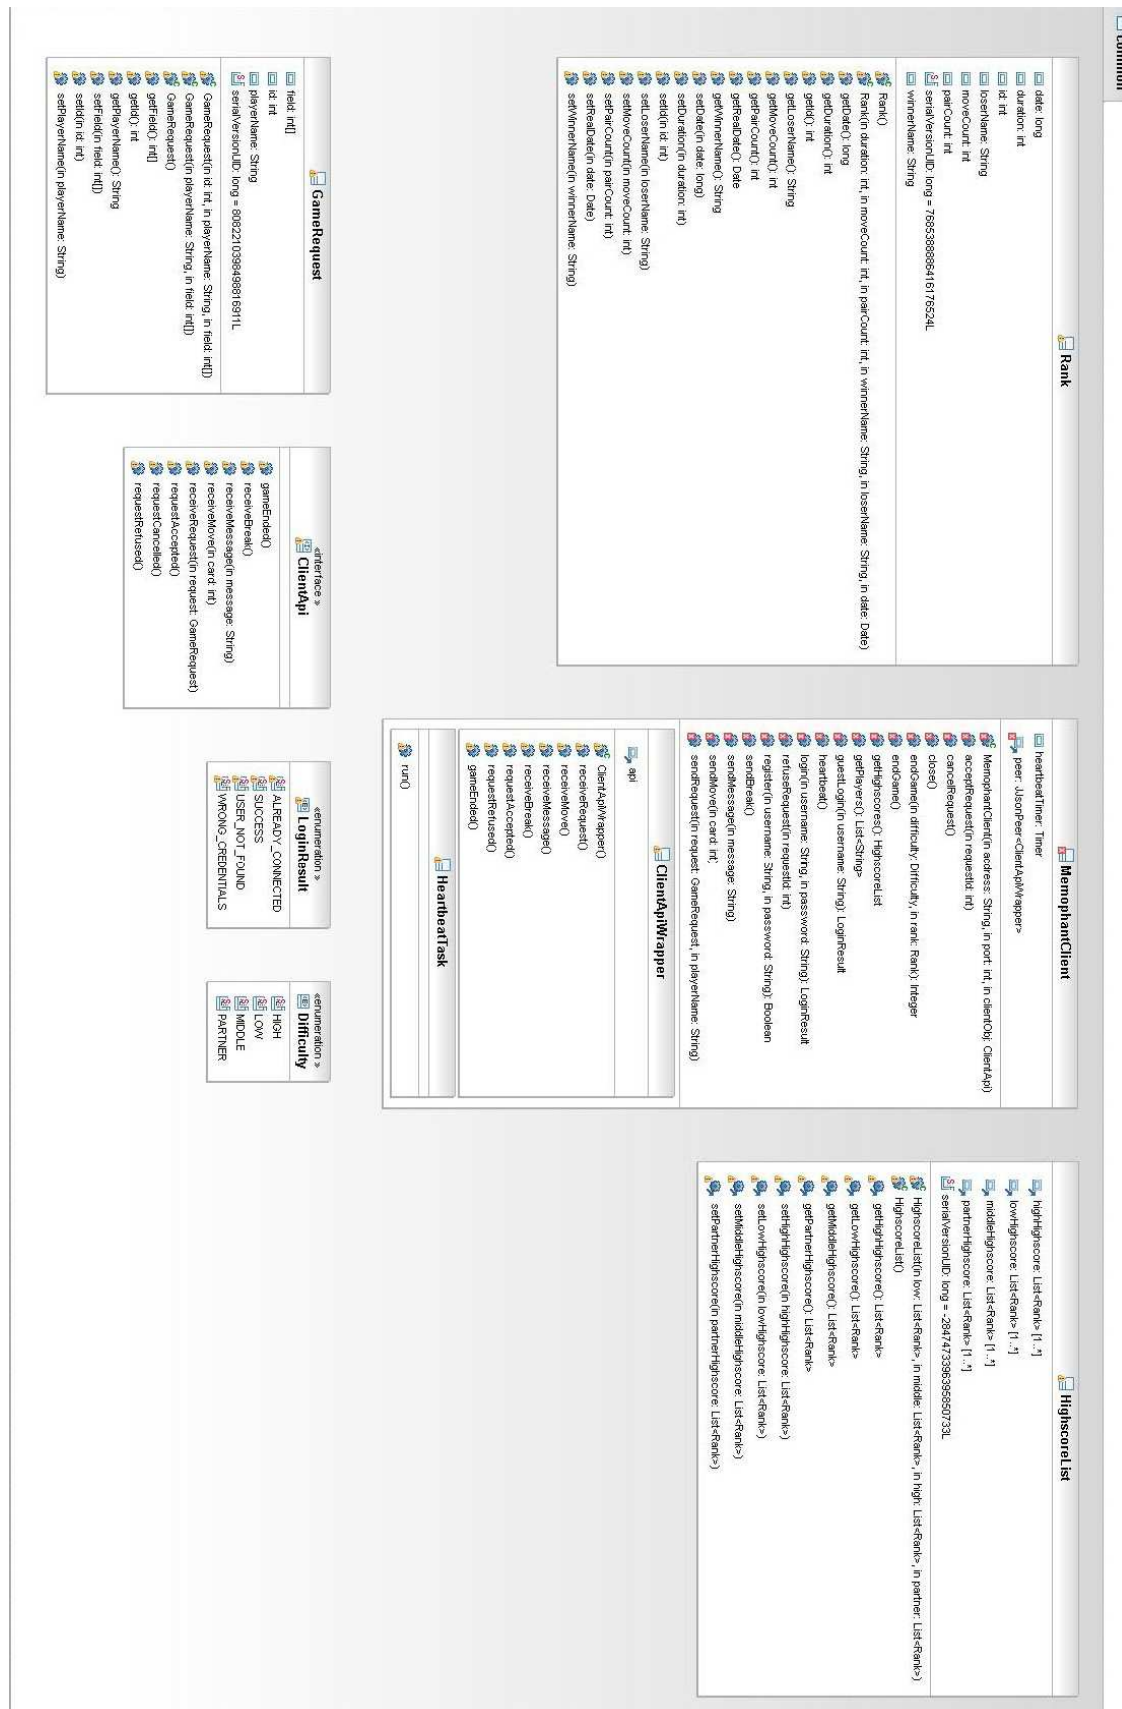 common
Rank
date: long
duration: int
id: int
loserName: String
moveCount: int
pairCount: int
serialVersionUID: long = 7685388886416176524L
winnerName: String
Rank()
Rank(in duration: int, in moveCount: int, in pairCount: int, in winnerName: String, in loserName: String, in date: Date)
getDate(): long
getDuration(): int
getId(): int
getLoserName(): String
getMoveCount(): int
getPairCount(): int
getRealDate(): Date
getWinnerName(): String
setDate(in date: long)
setDuration(in duration: int)
setId(in id: int)
setLoserName(in loserName: String)
setMoveCount(in moveCount: int)
setPairCount(in pairCount: int)
setRealDate(in date: Date)
setWinnerName(in winnerName: String)
MemophantClient
heartbeatTimer: Timer
peer: JJsonPeer<ClientApiWrapper>
MemophantClient(in address: String, in port: int, in clientObj: ClientApi)
acceptRequest(in requestId: int)
cancelRequest()
close()
endGame(in difficulty: Difficulty, in rank: Rank): Integer
endGame()
getHighscores(): HighscoreList
getPlayers(): List<String>
guestLogin(in username: String): LoginResult
heartbeat()
login(in username: String, in password: String): LoginResult
refuseRequest(in requestId: int)
register(in username: String, in password: String): Boolean
sendBreak()
sendMessage(in message: String)
sendMove(in card: int)
sendRequest(in request: GameRequest, in playerName: String)
ClientApiWrapper
api
ClientApiWrapper()
receiveRequest()
receiveMove()
receiveMessage()
receiveBreak()
requestAccepted()
requestRefused()
gameEnded()
HeartbeatTask
run()
HighscoreList
highHighscore: List<Rank> [1..*]
lowHighscore: List<Rank> [1..*]
middleHighscore: List<Rank> [1..*]
partnerHighscore: List<Rank> [1..*]
serialVersionUID: long = -2847473396395850733L
HighscoreList(in low: List<Rank>, in middle: List<Rank>, in high: List<Rank>, in partner: List<Rank>)
HighscoreList()
getHighHighscore(): List<Rank>
getLowHighscore(): List<Rank>
getMiddleHighscore(): List<Rank>
getPartnerHighscore(): List<Rank>
setHighHighscore(in highHighscore: List<Rank>)
setLowHighscore(in lowHighscore: List<Rank>)
setMiddleHighscore(in middleHighscore: List<Rank>)
setPartnerHighscore(in partnerHighscore: List<Rank>)
GameRequest
field: int[]
id: int
playerName: String
serialVersionUID: long = 8082210398498816911L
GameRequest(in id: int, in playerName: String, in field: int[])
GameRequest(in playerName: String, in field: int[])
GameRequest()
getField(): int[]
getId(): int
getPlayerName(): String
setField(in field: int[])
setId(in id: int)
setPlayerName(in playerName: String)
«interface »
ClientApi
gameEnded()
receiveBreak()
receiveMessage(in message: String)
receiveMove(in card: int)
receiveRequest(in request: GameRequest)
requestAccepted()
requestCancelled()
requestRefused()
«enumeration »
LoginResult
ALREADY_CONNECTED
SUCCESS
USER_NOT_FOUND
WRONG_CREDENTIALS
«enumeration »
Difficulty
HIGH
LOW
MIDDLE
PARTNER